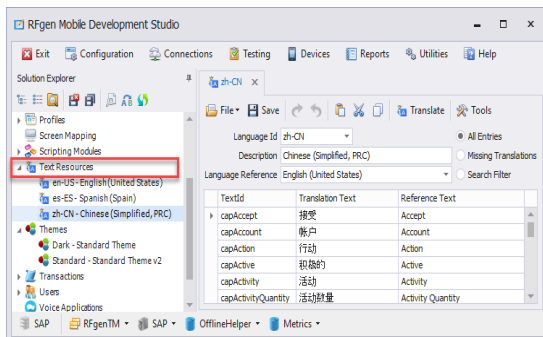 RFgen Mobile Development Studio
Exit Configuration Connections Testing Devices Reports Utilities Help
Solution Explorer
zh-CN x
File Save Translate Tools
Profiles
Screen Mapping
Scripting Modules
Text Resources
en-US - English (United States)
es-ES - Spanish (Spain)
zh-CN - Chinese (Simplified, PRC)
Themes
Dark - Standard Theme
Standard - Standard Theme v2
Transactions
Users
Voice Applications
Language Id zh-CN All Entries
Description Chinese (Simplified, PRC) Missing Translations
Language Reference English (United States) Search Filter
TextId Translation Text Reference Text
capAccept 接受 Accept
capAccount 帐户 Account
capAction 行动 Action
capActive 积极的 Active
capActivity 活动 Activity
capActivityQuantity 活动数量 Activity Quantity
SAP RFgenTM SAP OfflineHelper Metrics